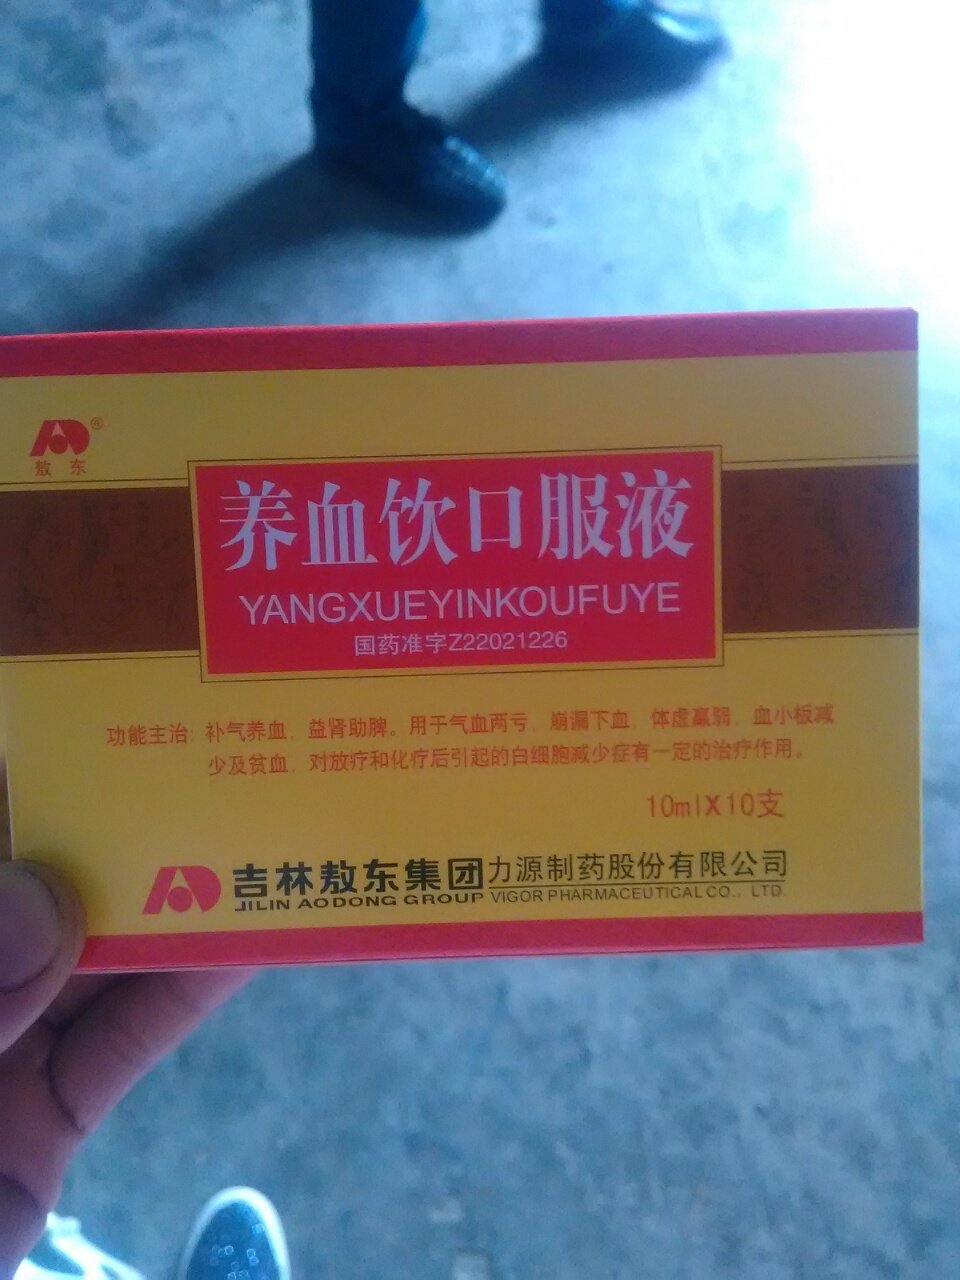 敖东
养血饮口服液
YANGXUEYINKOUFUYE
国药准字Z22021226
功能主治: 补气养血、益肾助脾。用于气血两亏、崩漏下血、体虚羸弱、血小板减
少及贫血、对放疗和化疗后引起的白细胞减少症有一定的治疗作用。
10mlX10支
吉林敖东集团力源制药股份有限公司
JILIN AODONG GROUP VIGOR PHARMACEUTICAL CO., LTD.